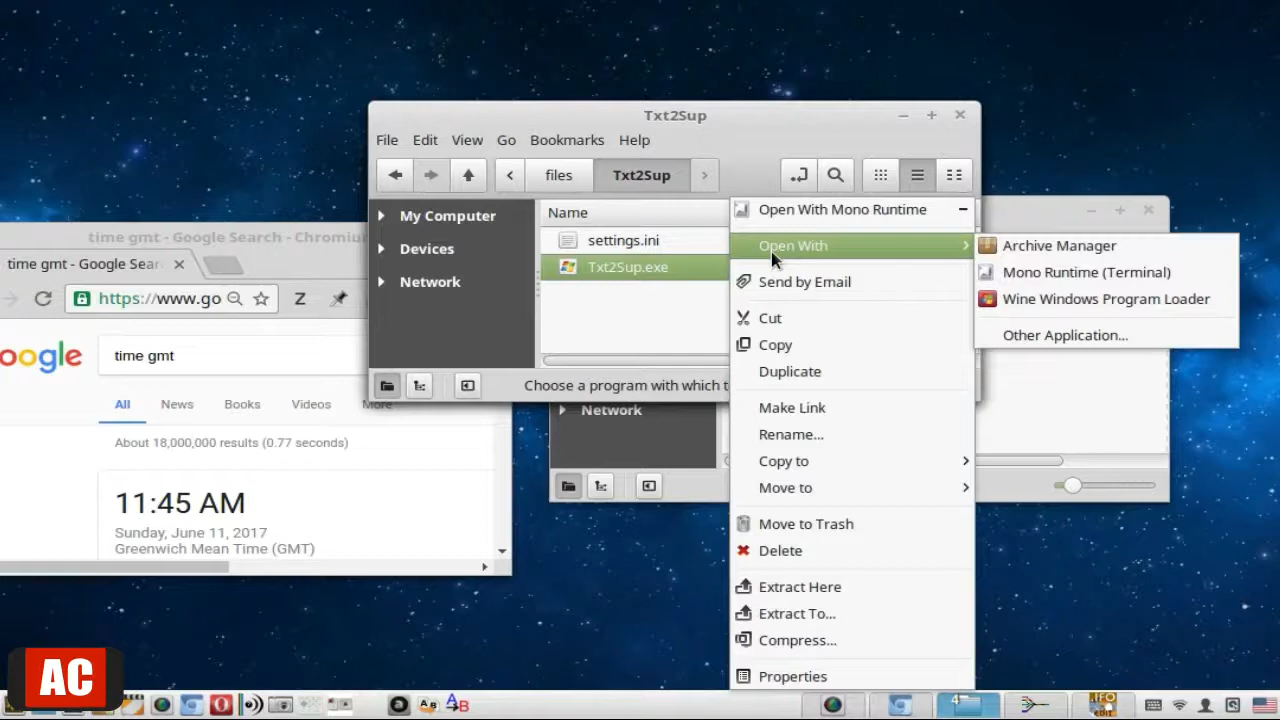 Txt2Sup
File Edit View Go Bookmarks Help
files Txt2Sup
My Computer
Devices
Network
Name
settings.ini
Txt2Sup.exe
Choose a program with which t
Open With Mono Runtime
Open With
Send by Email
Cut
Copy
Duplicate
Make Link
Rename...
Copy to
Move to
Move to Trash
Delete
Extract Here
Extract To...
Compress...
Properties
Archive Manager
Mono Runtime (Terminal)
Wine Windows Program Loader
Other Application...
Network
time gmt - Google Search - Chromiu
time gmt - Google Sear
https://www.go
Z
oogle
time gmt
All News Books Videos More
About 18,000,000 results (0.77 seconds)
11:45 AM
Sunday, June 11, 2017
Greenwich Mean Time (GMT)
AC
4
IFO